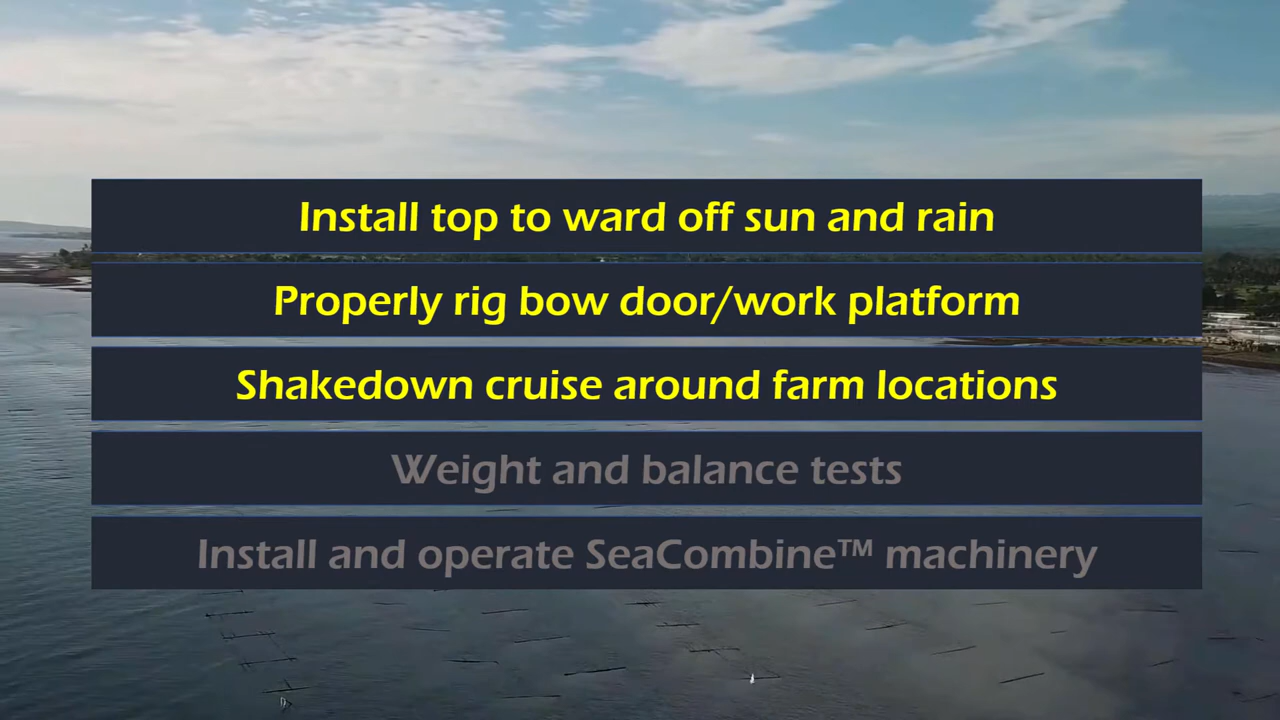 Install top to ward off sun and rain
Properly rig bow door/work platform
Shakedown cruise around farm locations
Weight and balance tests
Install and operate SeaCombine™ machinery